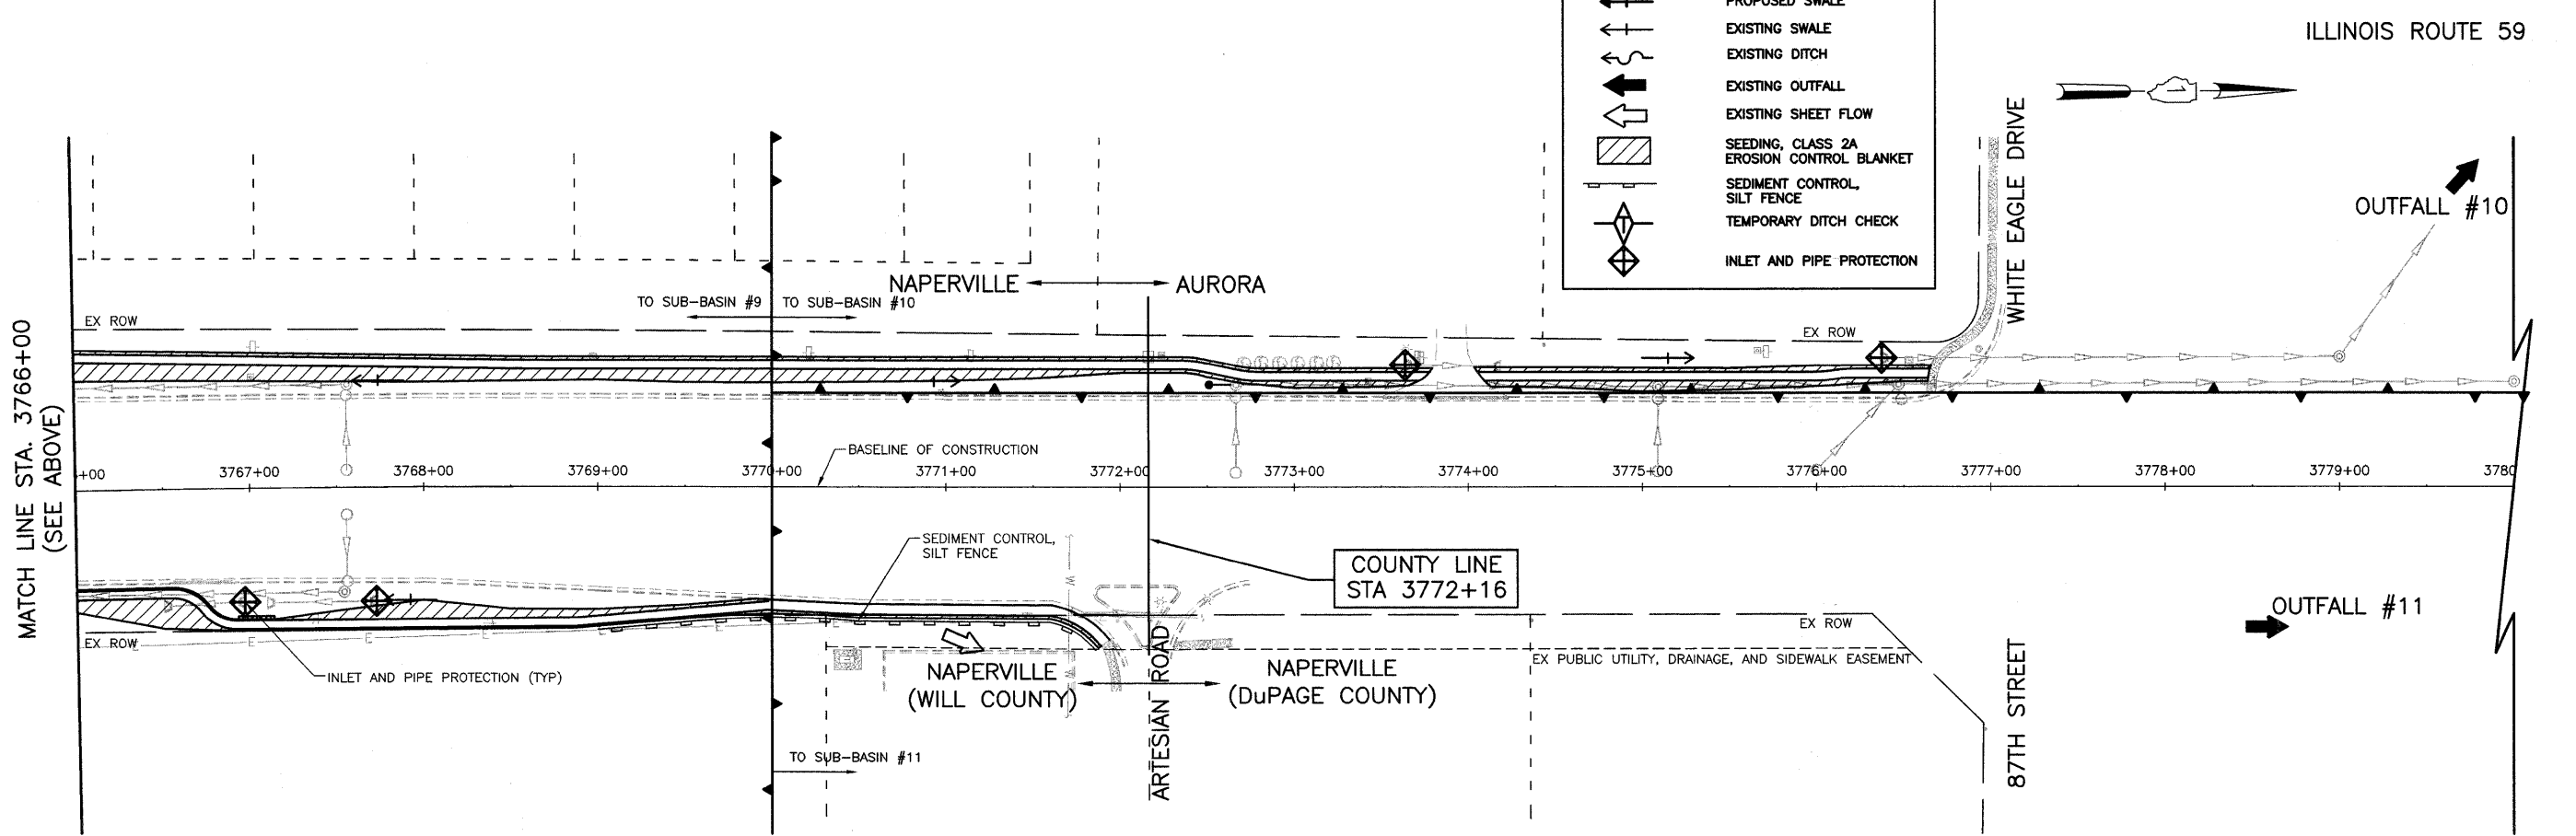 PROPOSED SWALE
EXISTING SWALE
EXISTING DITCH
EXISTING OUTFALL
EXISTING SHEET FLOW
SEEDING, CLASS 2A
EROSION CONTROL BLANKET
SEDIMENT CONTROL,
SILT FENCE
T
TEMPORARY DITCH CHECK
INLET AND PIPE PROTECTION
ILLINOIS ROUTE 59
WHITE EAGLE DRIVE
OUTFALL #10
NAPERVILLE
AURORA
TO SUB-BASIN #9
TO SUB-BASIN #10
EX ROW
EX ROW
MATCH LINE STA. 3766+00
(SEE ABOVE)
BASELINE OF CONSTRUCTION
+00
3767+00
3768+00
3769+00
3770+00
3771+00
3772+00
3773+00
3774+00
3775+00
3776+00
3777+00
3778+00
3779+00
3780
SEDIMENT CONTROL,
SILT FENCE
COUNTY LINE
STA 3772+16
OUTFALL #11
EX ROW
EX ROW
E
E
E
E
E
W
W
INLET AND PIPE PROTECTION (TYP)
NAPERVILLE
(WILL COUNTY)
NAPERVILLE
(DuPAGE COUNTY)
EX PUBLIC UTILITY, DRAINAGE, AND SIDEWALK EASEMENT
ARTESIAN ROAD
87TH STREET
TO SUB-BASIN #11